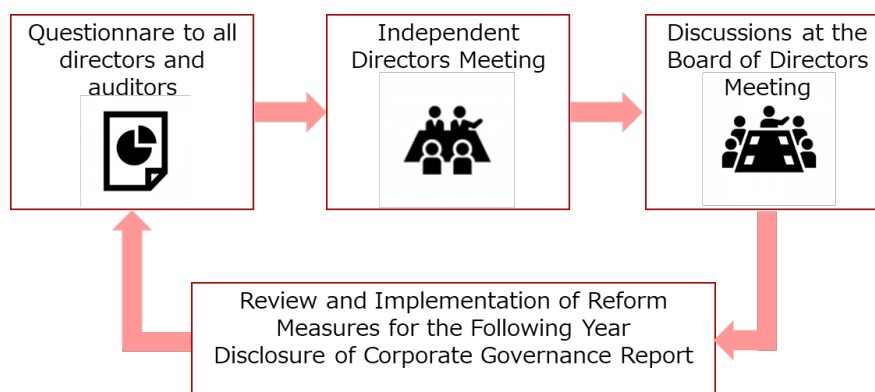 Questionnare to all
directors and
auditors
Independent
Directors Meeting
Discussions at the
Board of Directors
Meeting
Review and Implementation of Reform
Measures for the Following Year
Disclosure of Corporate Governance Report